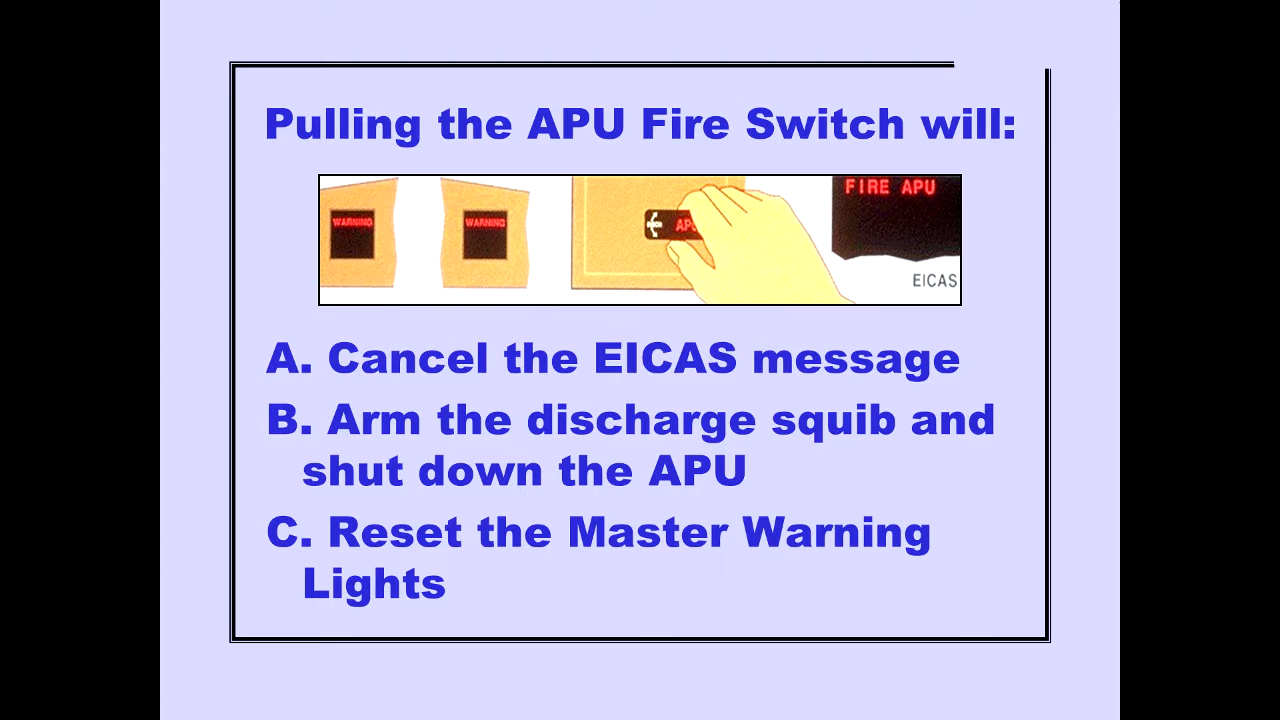 Pulling the APU Fire Switch will:
WARNING
WARNING
FIRE APU
EICAS
A. Cancel the EICAS message
B. Arm the discharge squib and
shut down the APU
C. Reset the Master Warning
Lights